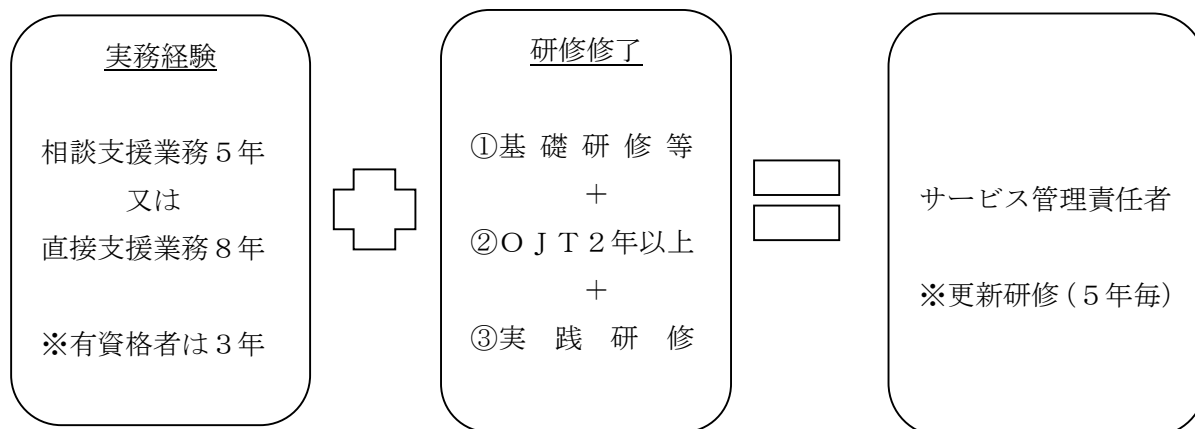 実務経験
相談支援業務５年
又は
直接支援業務８年
※有資格者は３年
研修修了
①基礎研修等
＋
②ＯＪＴ２年以上
＋
③実践研修
サービス管理責任者
※更新研修（５年毎）